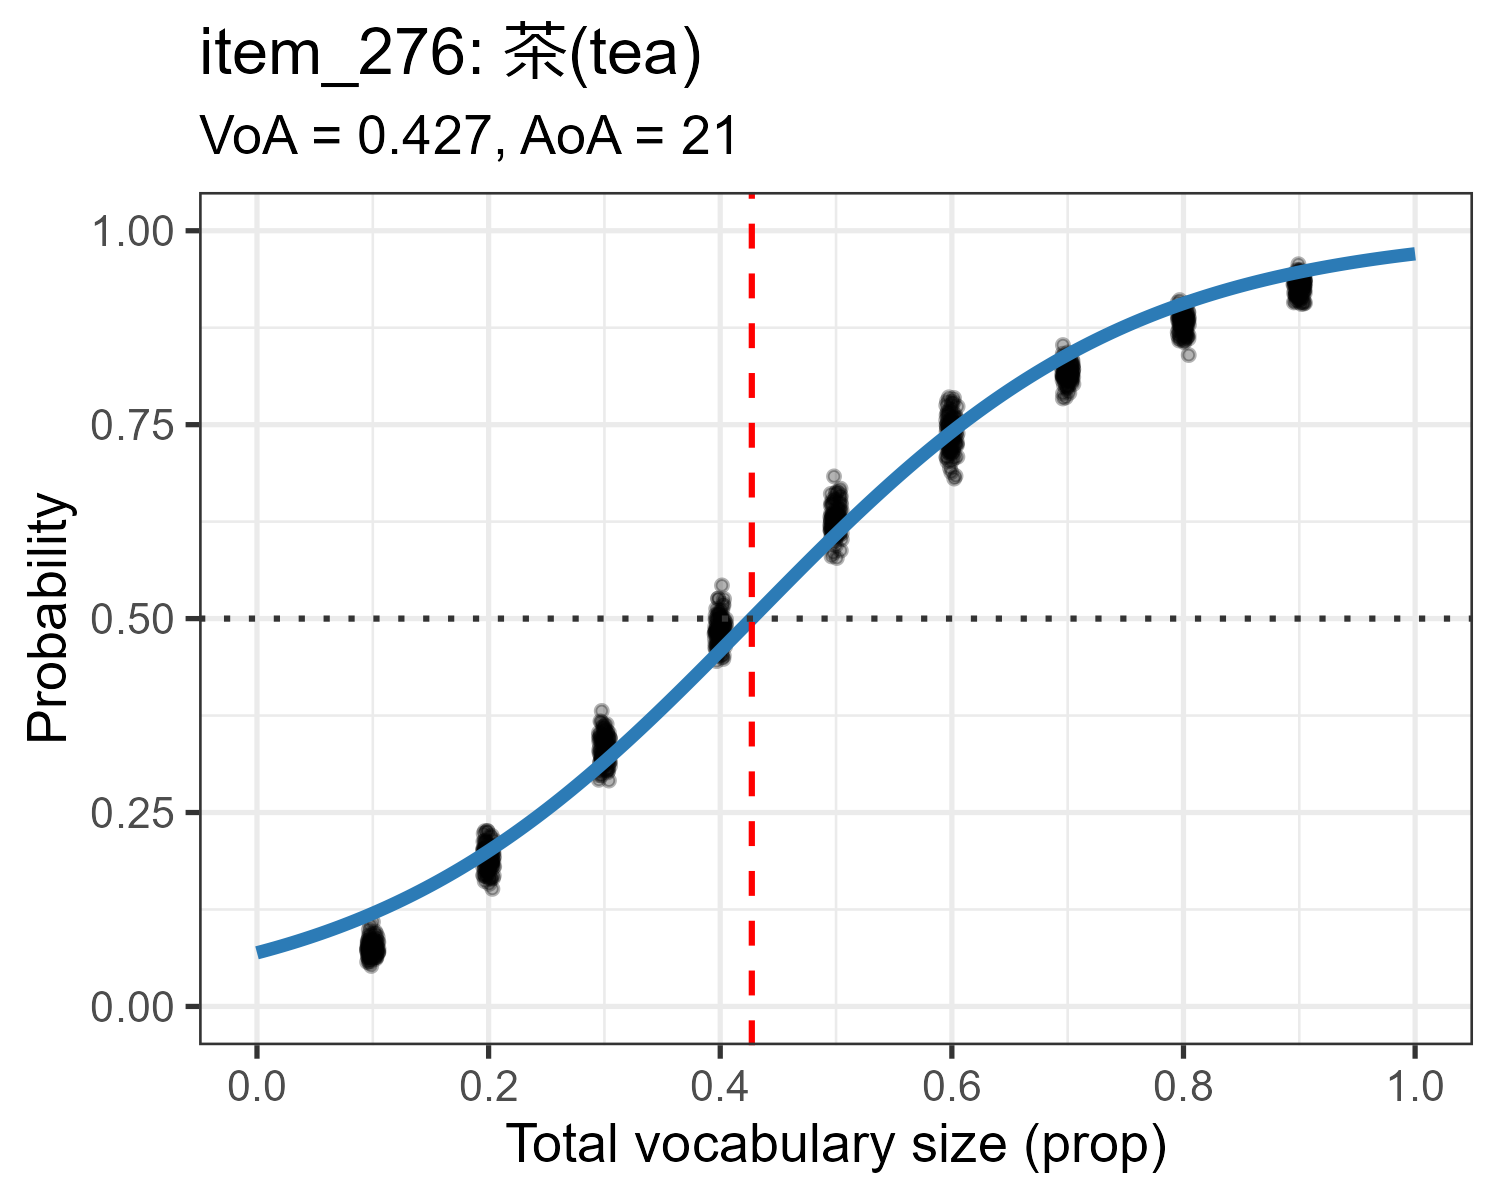 item_276: 茶(tea)
VoA = 0.427, AoA = 21
1.00
0.75
0.50
0.25
0.00
Probability
0.0 0.2 0.4 0.6 0.8 1.0
Total vocabulary size (prop)